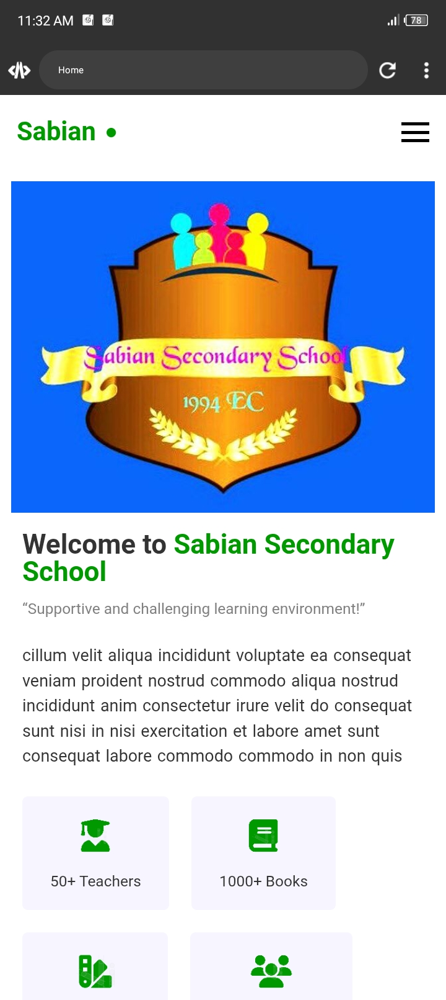 11:32 AM
78
Home
Sabian •
Sabian Secondary School
1994 EC
Welcome to Sabian Secondary
School
“Supportive and challenging learning environment!”
cillum velit aliqua incididunt voluptate ea consequat
veniam proident nostrud commodo aliqua nostrud
incididunt anim consectetur irure velit do consequat
sunt nisi in nisi exercitation et labore amet sunt
consequat labore commodo commodo in non quis
50+ Teachers
1000+ Books